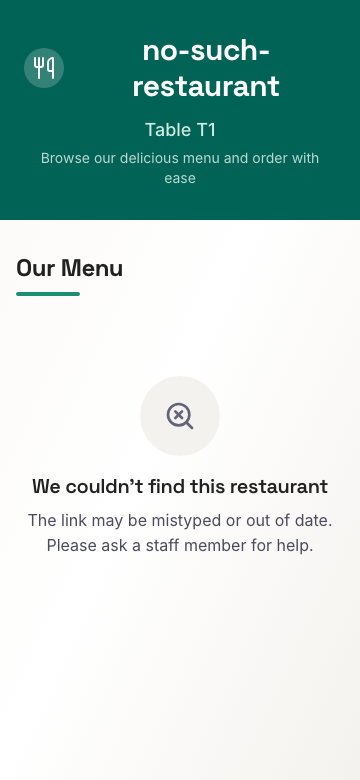 no-such-
restaurant
Table T1
Browse our delicious menu and order with
ease
Our Menu
We couldn't find this restaurant
The link may be mistyped or out of date.
Please ask a staff member for help.